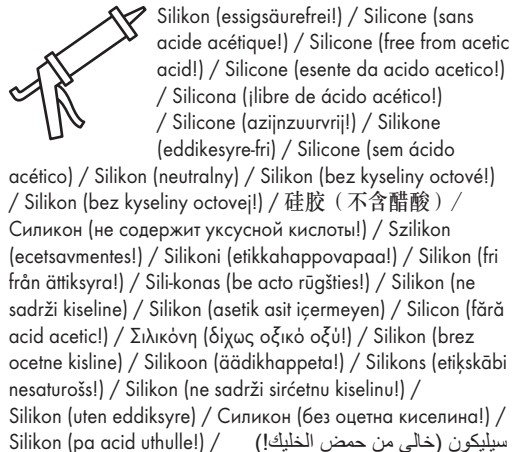 Silikon (essigsäurefrei!) / Silicone (sans
acide acétique!) / Silicone (free from acetic
acid!) / Silicone (esente da acido acetico!)
/ Silicona (¡libre de ácido acético!)
/ Silicone (azijnzuurvrij!) / Silikone
(eddikesyre-fri) / Silicone (sem ácido
acético) / Silikon (neutralny) / Silikon (bez kyseliny octové!)
/ Silikon (bez kyseliny octovej!) / 硅胶（不含醋酸）/
Силикон (не содержит уксусной кислоты!) / Szilikon
(ecetsavmentes!) / Silikoni (etikkahappovapaa!) / Silikon (fri
från ättiksyra!) / Sili-konas (be acto rūgšties!) / Silikon (ne
sadrži kiseline) / Silikon (asetik asit içermeyen) / Silicon (fără
acid acetic!) / Σιλικόνη (δίχως οξικό οξύ!) / Silikon (brez
ocetne kisline) / Silikoon (äädikhappeta!) / Silikons (etiķskābi
nesaturošs!) / Silikon (ne sadrži sirćetnu kiselinu!) /
Silikon (uten eddiksyre) / Силикон (без оцетна киселина!) /
Silikon (pa acid uthulle!) / سيليكون (خالي من حمض الخليك!)